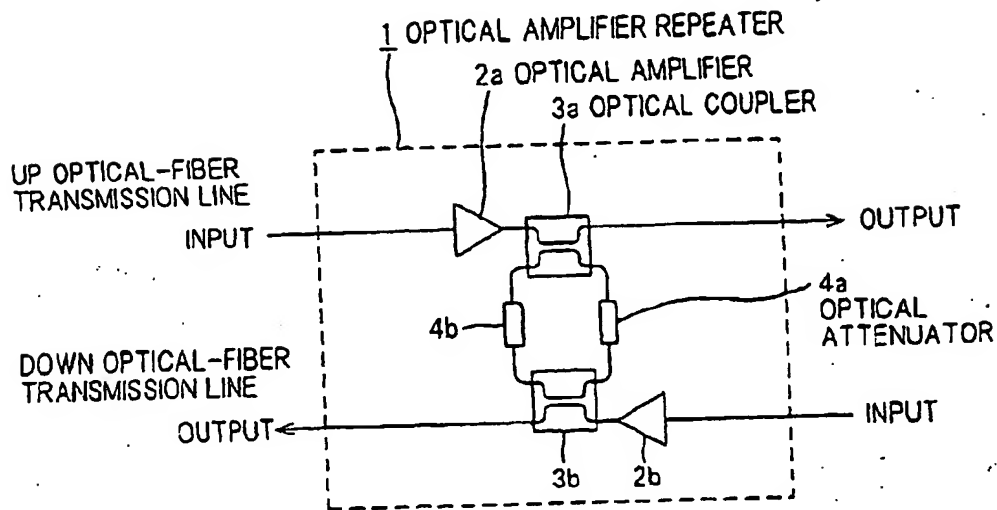 1 OPTICAL AMPLIFIER REPEATER
2a OPTICAL AMPLIFIER
3a OPTICAL COUPLER
UP OPTICAL-FIBER
TRANSMISSION LINE
INPUT
OUTPUT
4a
OPTICAL
ATTENUATOR
4b
DOWN OPTICAL-FIBER
TRANSMISSION LINE
OUTPUT
INPUT
3b
2b